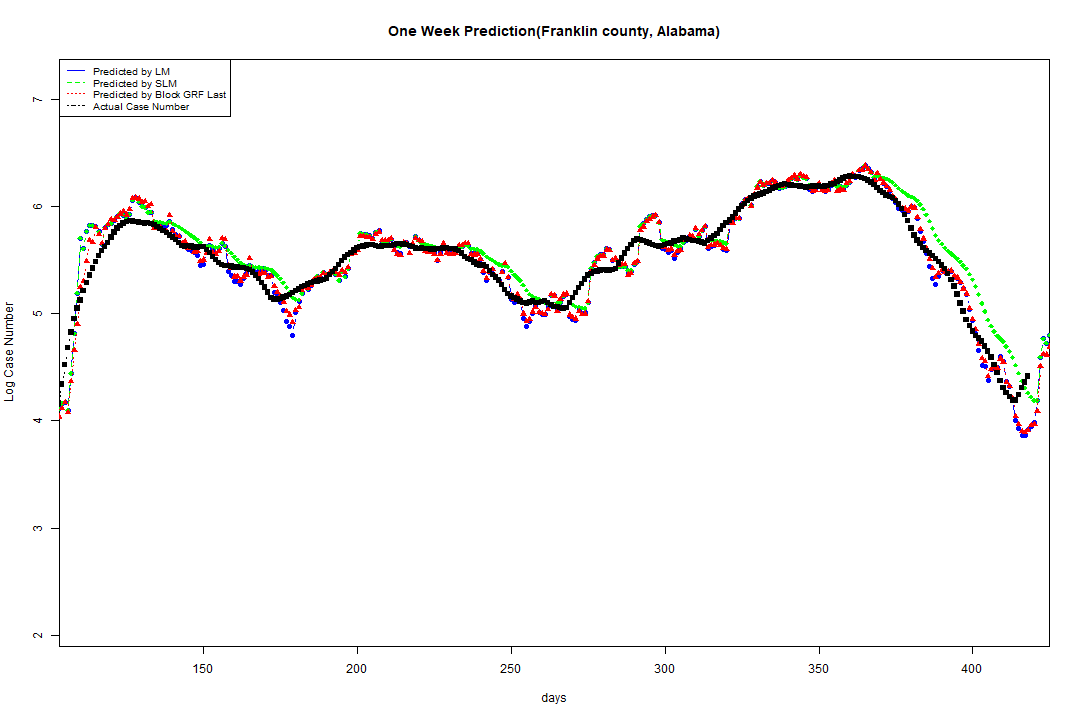 One Week Prediction(Franklin county, Alabama)
Predicted by LM
Predicted by SLM
Predicted by Block GRF Last
Actual Case Number
Log Case Number
7
6
5
4
3
2
150 200 250 300 350 400
days